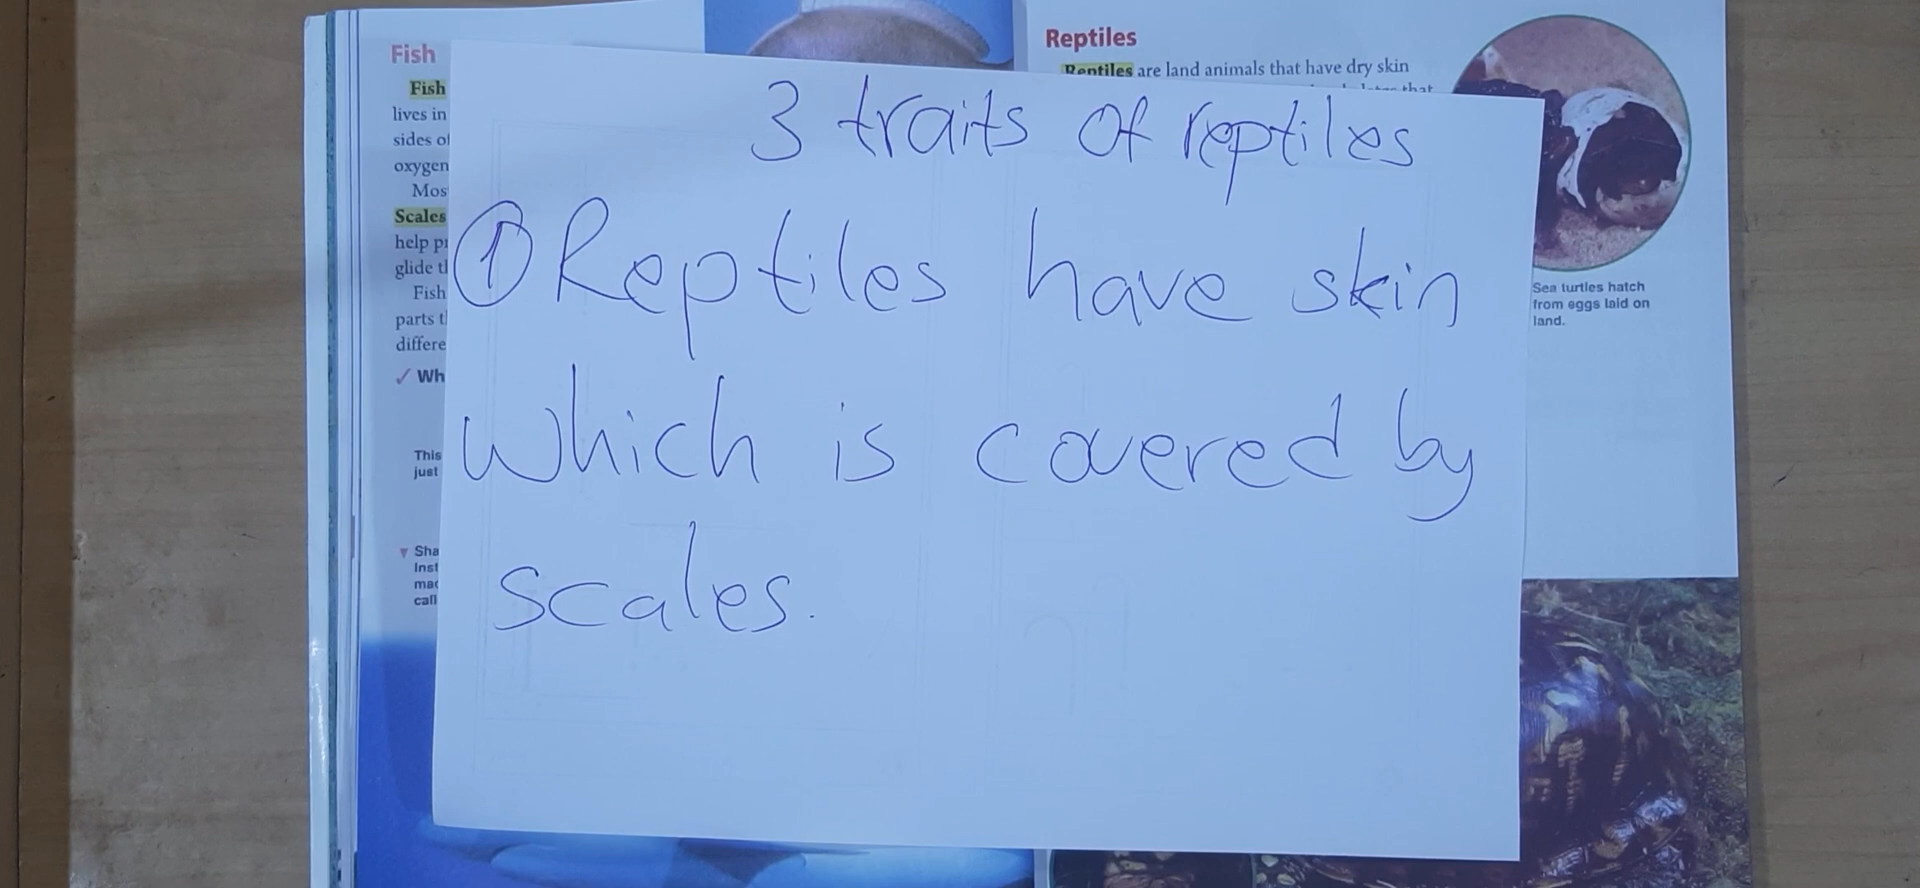 Fish
Fish
lives in
sides of
oxygen
Scales
help
glide
Fish
parts
differe
✓ Wh
This
just
▼ Sha
Inst
call
Reptiles
Reptiles are land animals that have dry skin
that
Sea turtles hatch
from eggs laid on
land.
3 traits of reptiles
① Reptiles have skin
which is covered by
scales.